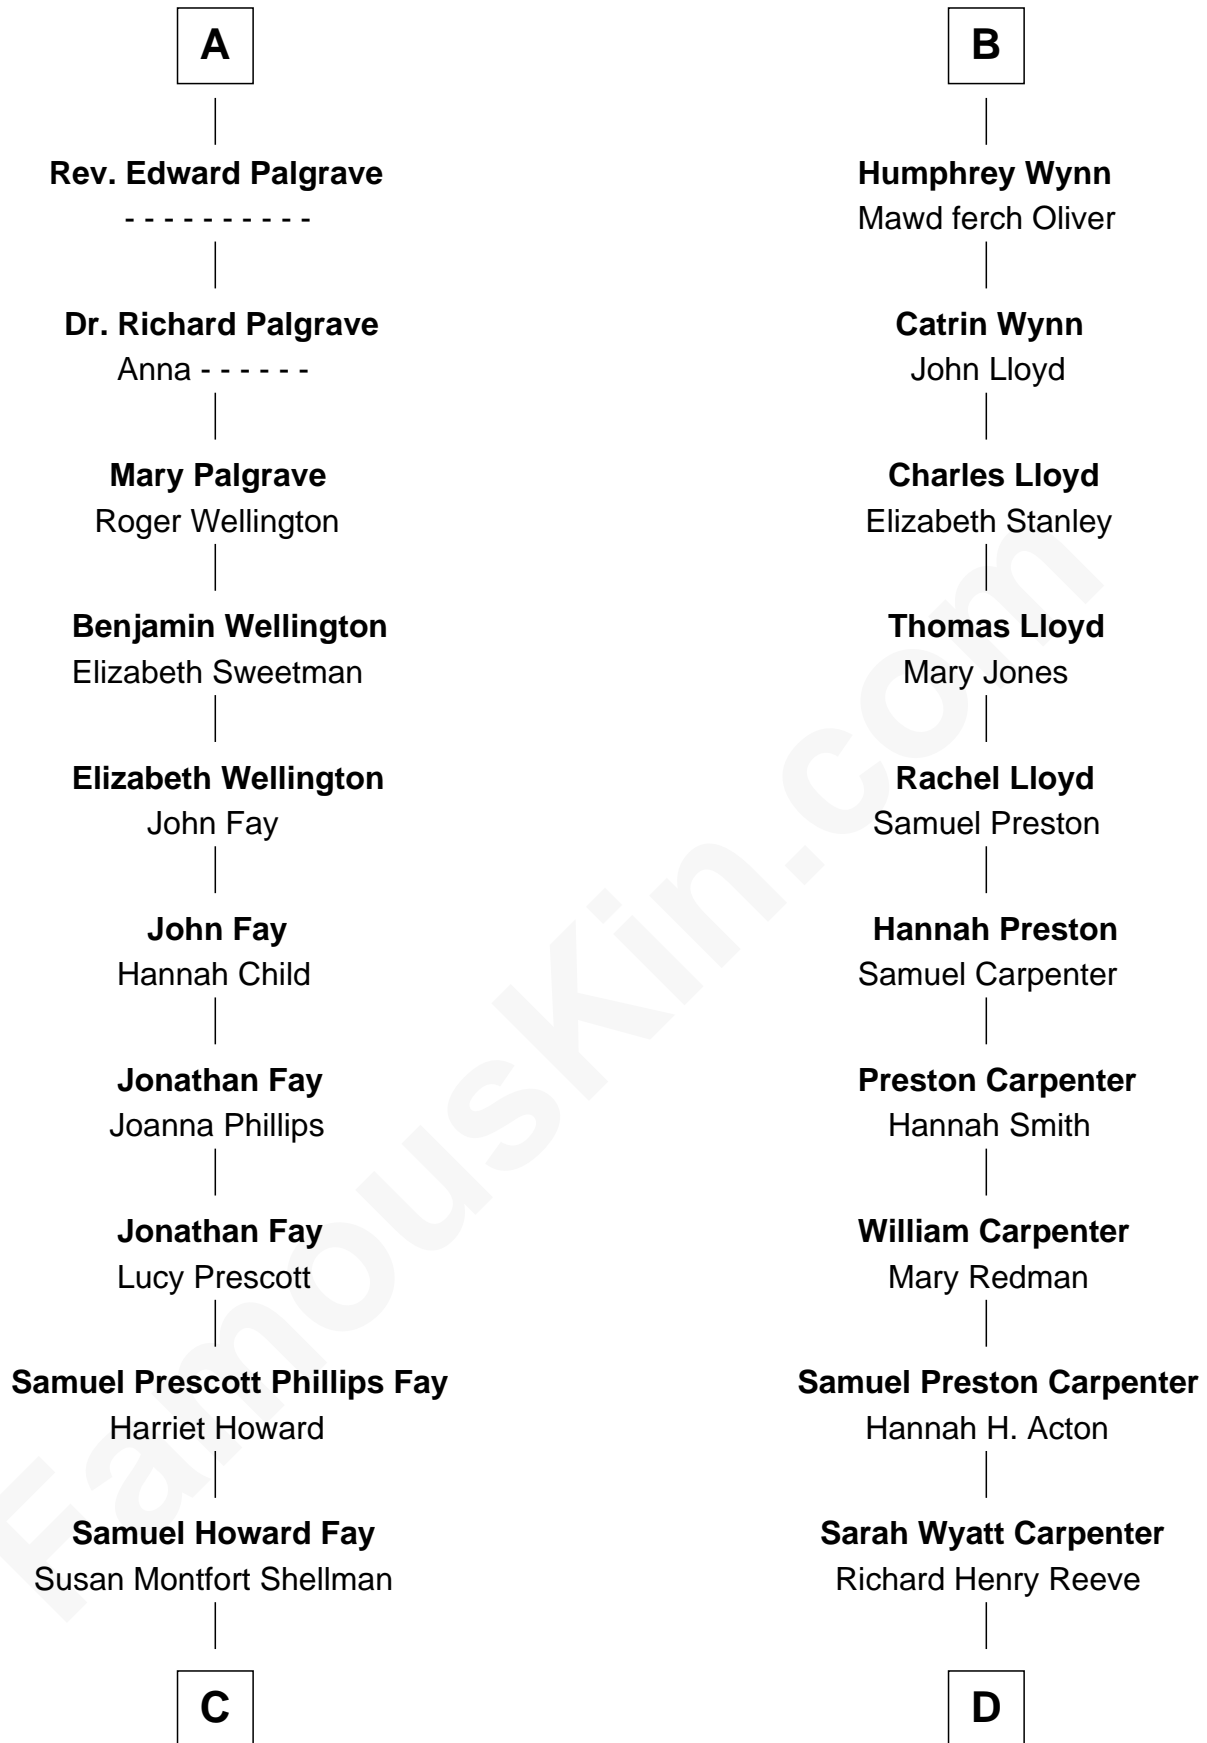 A
Rev. Edward Palgrave
- - - - - - - - - -
Dr. Richard Palgrave
Anna - - - - - -
Mary Palgrave
Roger Wellington
Benjamin Wellington
Elizabeth Sweetman
Elizabeth Wellington
John Fay
John Fay
Hannah Child
Jonathan Fay
Joanna Phillips
Jonathan Fay
Lucy Prescott
Samuel Prescott Phillips Fay
Harriet Howard
Samuel Howard Fay
Susan Montfort Shellman
C
B
Humphrey Wynn
Mawd ferch Oliver
Catrin Wynn
John Lloyd
Charles Lloyd
Elizabeth Stanley
Thomas Lloyd
Mary Jones
Rachel Lloyd
Samuel Preston
Hannah Preston
Samuel Carpenter
Preston Carpenter
Hannah Smith
William Carpenter
Mary Redman
Samuel Preston Carpenter
Hannah H. Acton
Sarah Wyatt Carpenter
Richard Henry Reeve
D
FamousKin.com